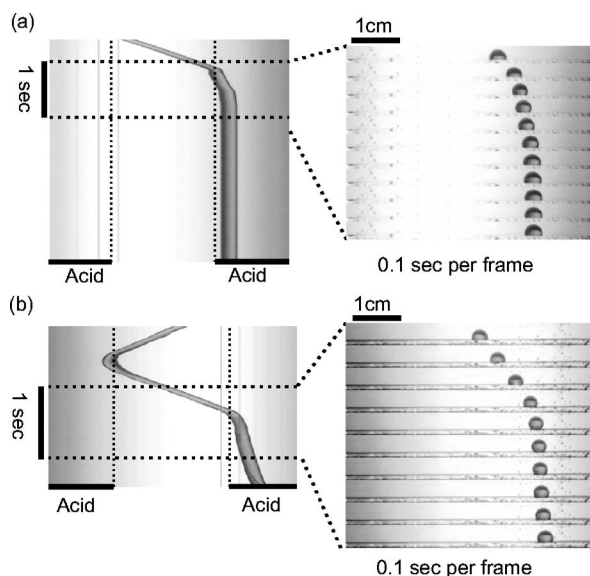 (a)
1cm
1 sec
Acid
Acid
0.1 sec per frame
(b)
1cm
1 sec
Acid
Acid
0.1 sec per frame